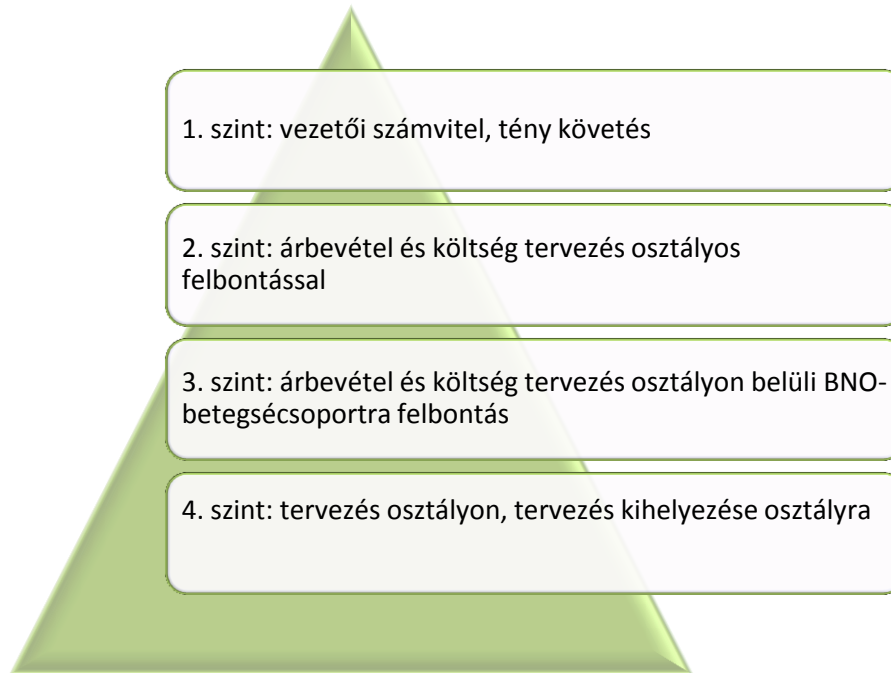 1. szint: vezetői számvitel, tény követés
2. szint: árbevétel és költség tervezés osztályos
felbontással
3. szint: árbevétel és költség tervezés osztályon belüli BNO-
betegsécsoportra felbontás
4. szint: tervezés osztályon, tervezés kihelyezése osztályra